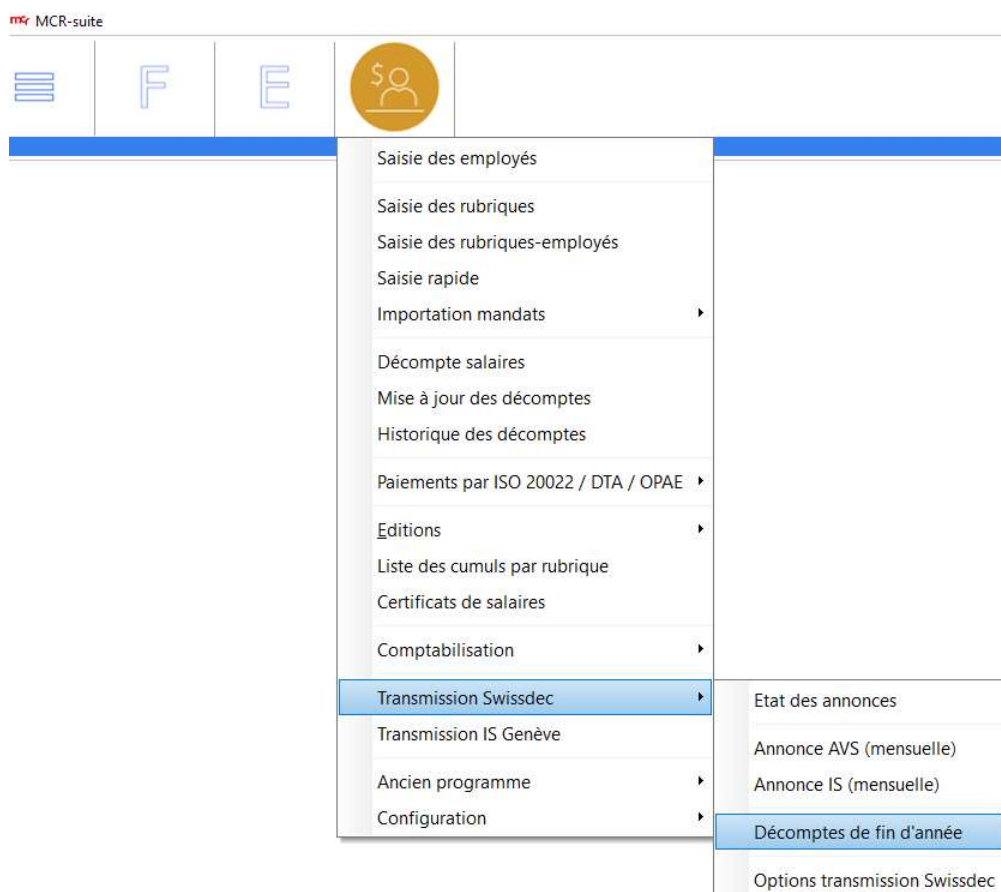 mcr MCR-suite
F E $
Saisie des employés
Saisie des rubriques
Saisie des rubriques-employés
Saisie rapide
Importation mandats
Décompte salaires
Mise à jour des décomptes
Historique des décomptes
Paiements par ISO 20022 / DTA / OPAE
Editions
Liste des cumuls par rubrique
Certificats de salaires
Comptabilisation
Transmission Swissdec
Transmission IS Genève
Ancien programme
Configuration
Etat des annonces
Annonce AVS (mensuelle)
Annonce IS (mensuelle)
Décomptes de fin d'année
Options transmission Swissdec